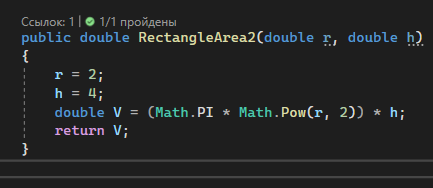 Ссылок: 1 | 1/1 пройдены
public double RectangleArea2(double r, double h)
{
r = 2;
h = 4;
double V = (Math.PI * Math.Pow(r, 2)) * h;
return V;
}